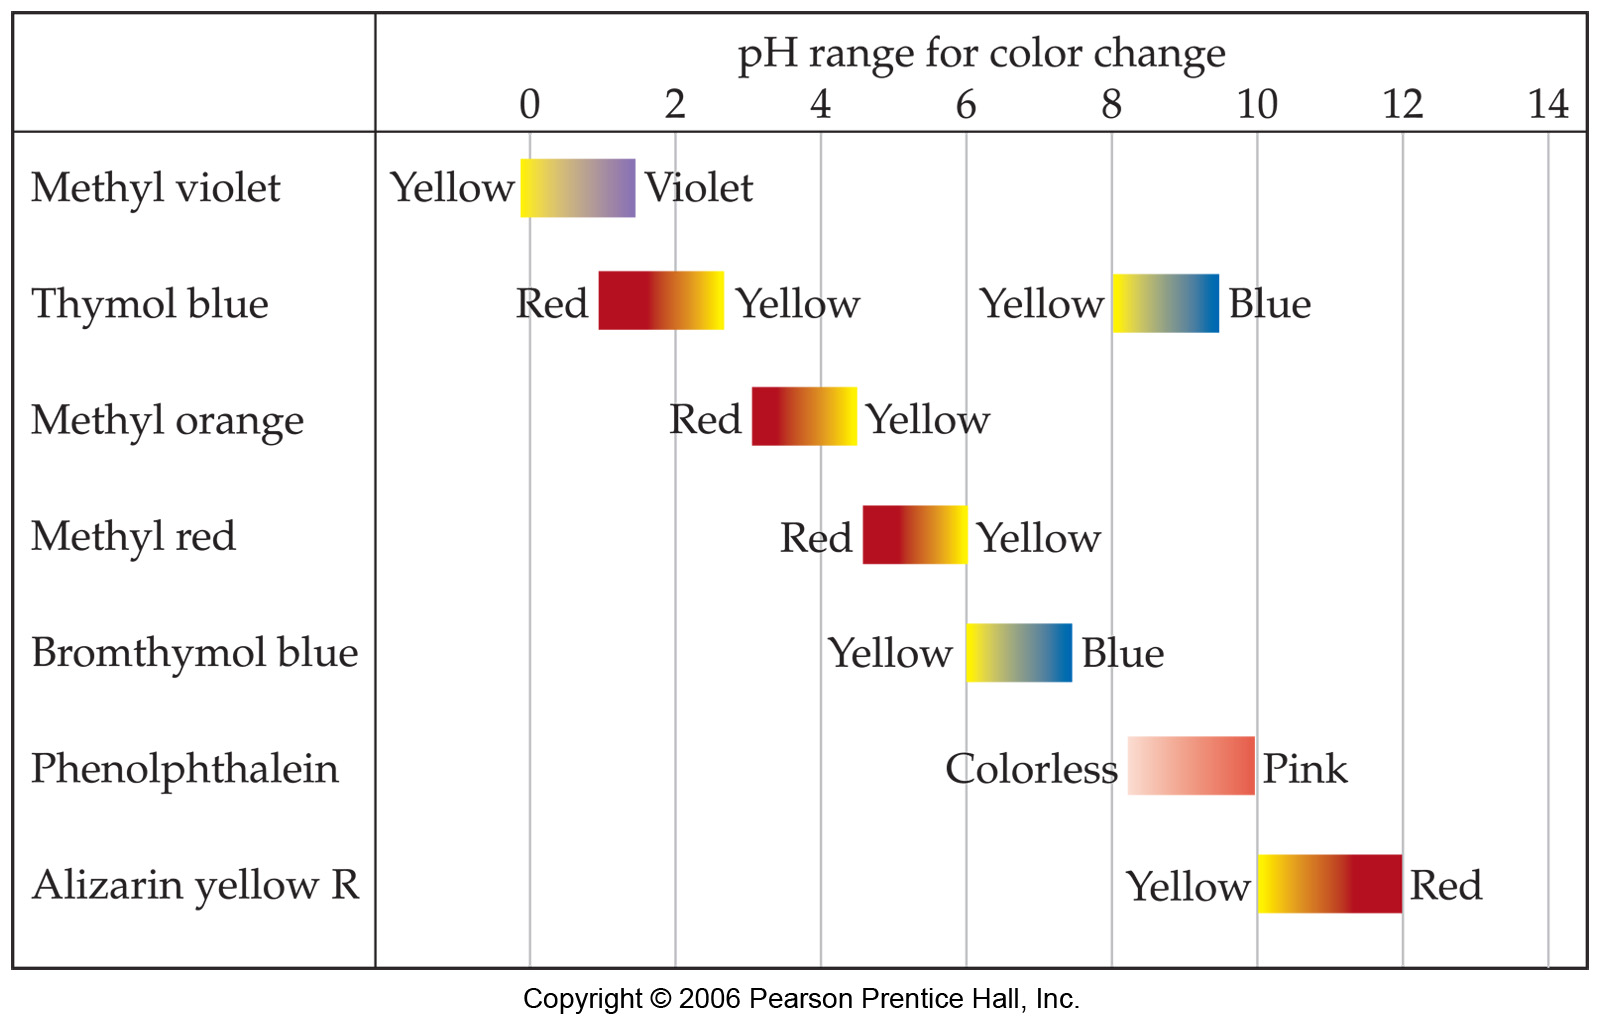 pH range for color change
0 2 4 6 8 10 12 14
Methyl violet Yellow Violet
Thymol blue Red Yellow Yellow Blue
Methyl orange Red Yellow
Methyl red Red Yellow
Bromthymol blue Yellow Blue
Phenolphthalein Colorless Pink
Alizarin yellow R Yellow Red
Copyright © 2006 Pearson Prentice Hall, Inc.